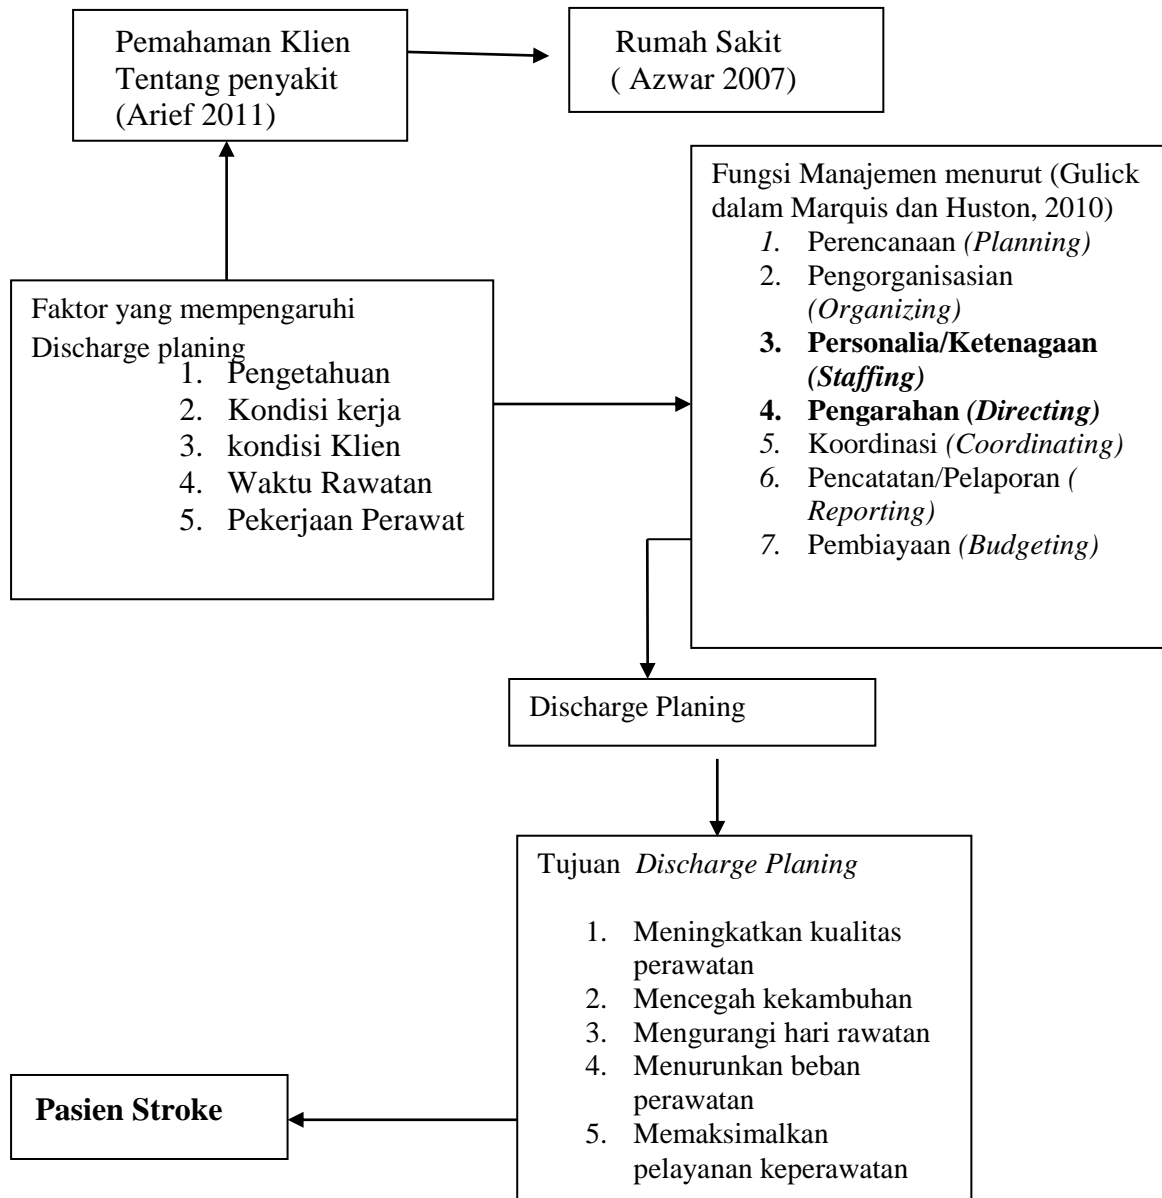 Pemahaman Klien
Tentang penyakit
(Arief 2011)
Rumah Sakit
( Azwar 2007)
Fungsi Manajemen menurut (Gulick
dalam Marquis dan Huston, 2010)
1. Perencanaan (Planning)
2. Pengorganisasian
(Organizing)
3. Personalia/Ketenagaan
(Staffing)
4. Pengarahan (Directing)
5. Koordinasi (Coordinating)
6. Pencatatan/Pelaporan (
Reporting)
7. Pembiayaan (Budgeting)
Faktor yang mempengaruhi
Discharge planing
1. Pengetahuan
2. Kondisi kerja
3. kondisi Klien
4. Waktu Rawatan
5. Pekerjaan Perawat
Discharge Planing
Tujuan Discharge Planing
1. Meningkatkan kualitas
perawatan
2. Mencegah kekambuhan
3. Mengurangi hari rawatan
4. Menurunkan beban
perawatan
5. Memaksimalkan
pelayanan keperawatan
Pasien Stroke